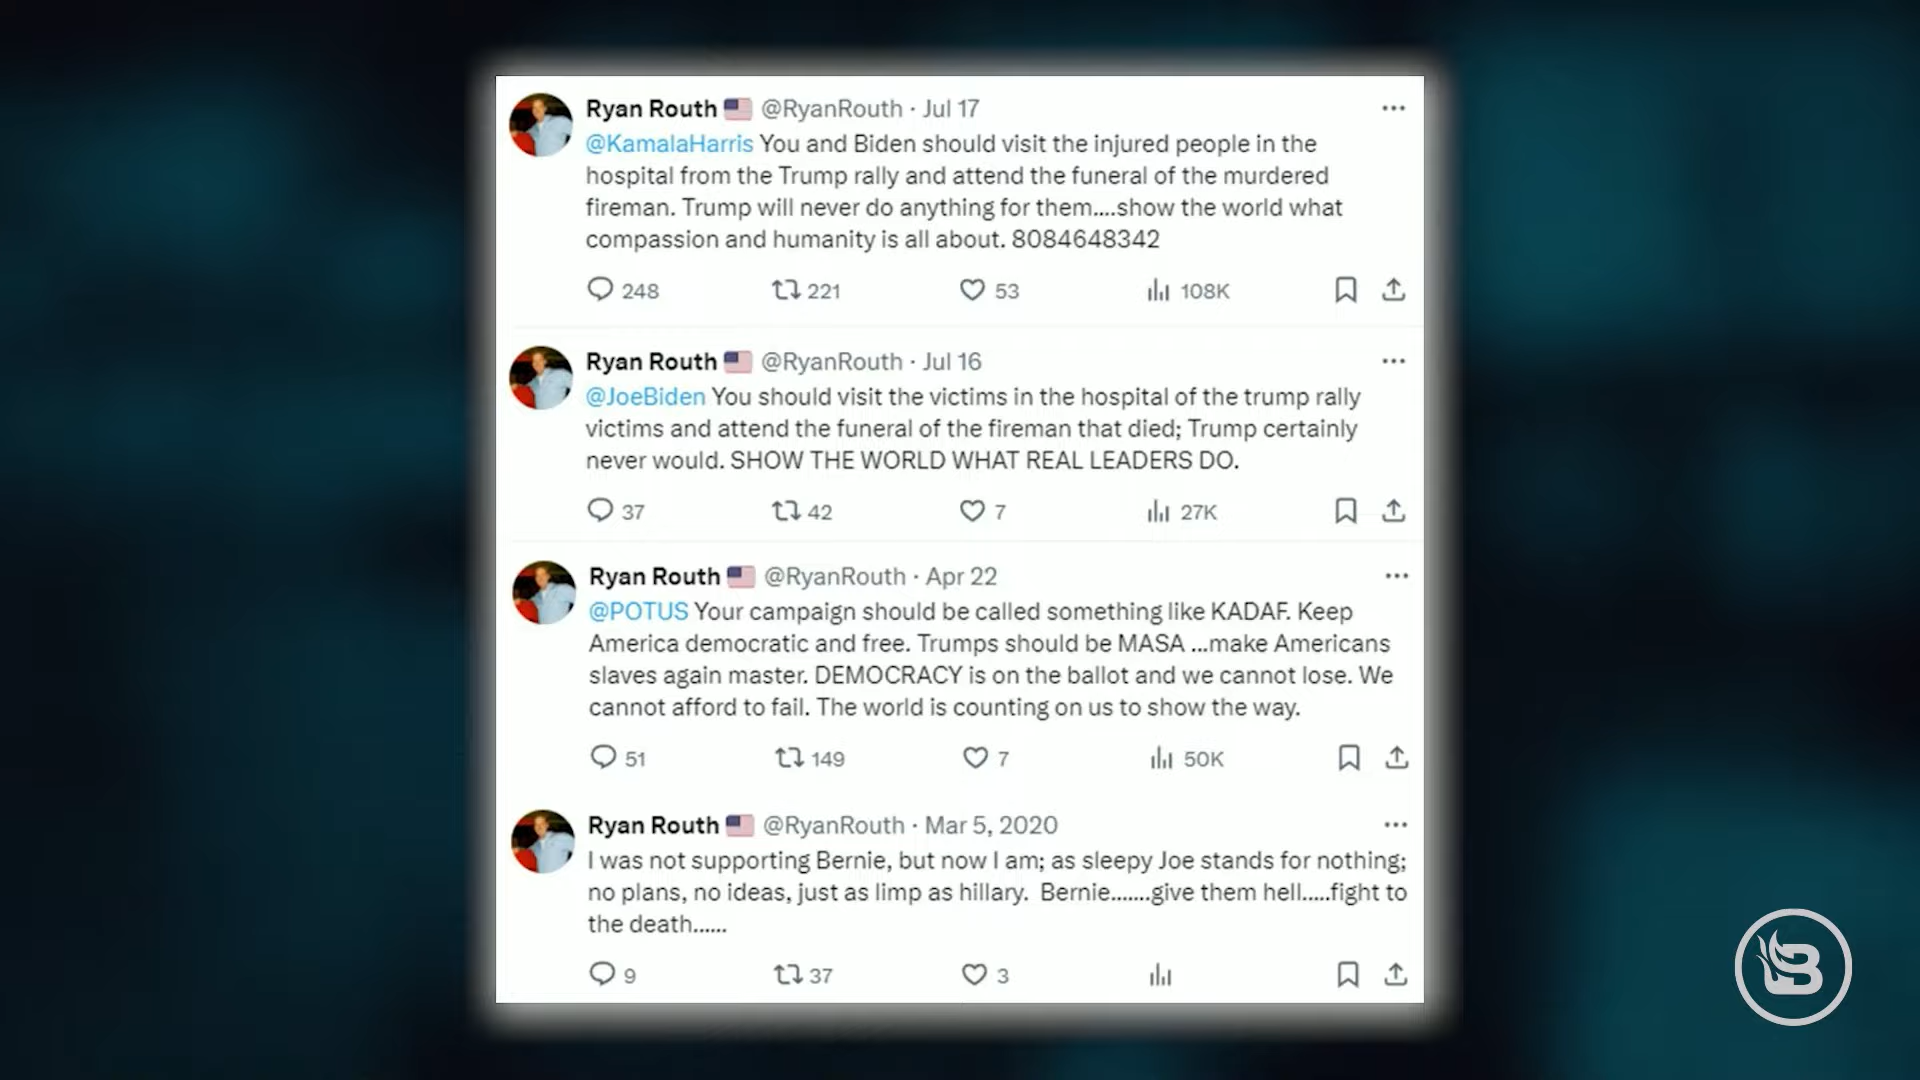 Ryan Routh 🇺🇸 @RyanRouth · Jul 17
@KamalaHarris You and Biden should visit the injured people in the
hospital from the Trump rally and attend the funeral of the murdered
fireman. Trump will never do anything for them....show the world what
compassion and humanity is all about. 8084648342
248 221 53 108K
Ryan Routh 🇺🇸 @RyanRouth · Jul 16
@JoeBiden You should visit the victims in the hospital of the trump rally
victims and attend the funeral of the fireman that died; Trump certainly
never would. SHOW THE WORLD WHAT REAL LEADERS DO.
37 42 7 27K
Ryan Routh 🇺🇸 @RyanRouth · Apr 22
@POTUS Your campaign should be called something like KADAF. Keep
America democratic and free. Trumps should be MASA ...make Americans
slaves again master. DEMOCRACY is on the ballot and we cannot lose. We
cannot afford to fail. The world is counting on us to show the way.
51 149 7 50K
Ryan Routh 🇺🇸 @RyanRouth · Mar 5, 2020
I was not supporting Bernie, but now I am; as sleepy Joe stands for nothing;
no plans, no ideas, just as limp as hillary.  Bernie.......give them hell.....fight to
the death......
9 37 3
B